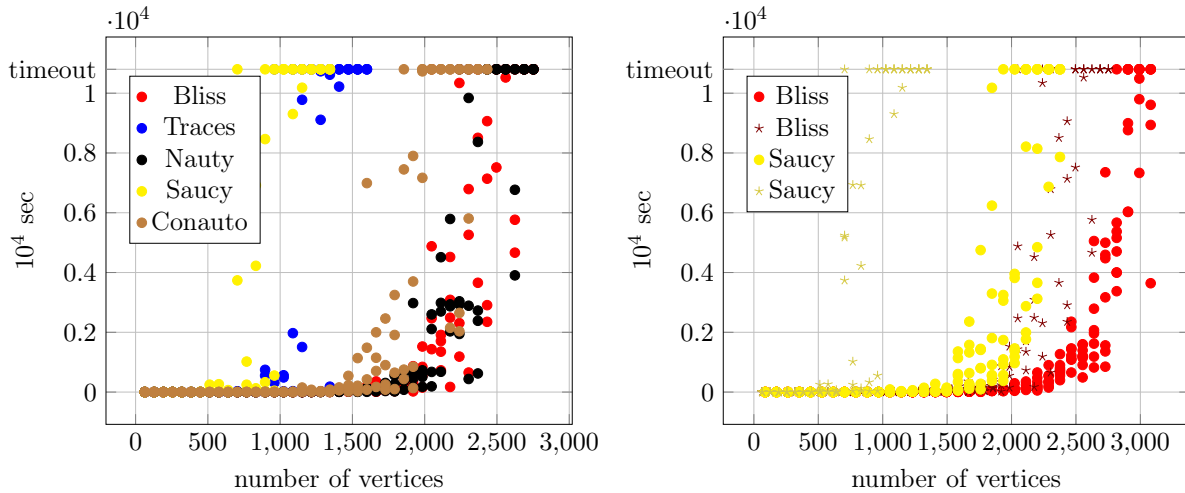 ·10⁴
timeout
1
0.8
0.6
0.4
0.2
0
10⁴ sec
Bliss
Traces
Nauty
Saucy
Conauto
0 500 1,000 1,500 2,000 2,500 3,000
number of vertices
·10⁴
timeout
1
0.8
0.6
0.4
0.2
0
10⁴ sec
Bliss
Bliss
Saucy
Saucy
0 500 1,000 1,500 2,000 2,500 3,000
number of vertices